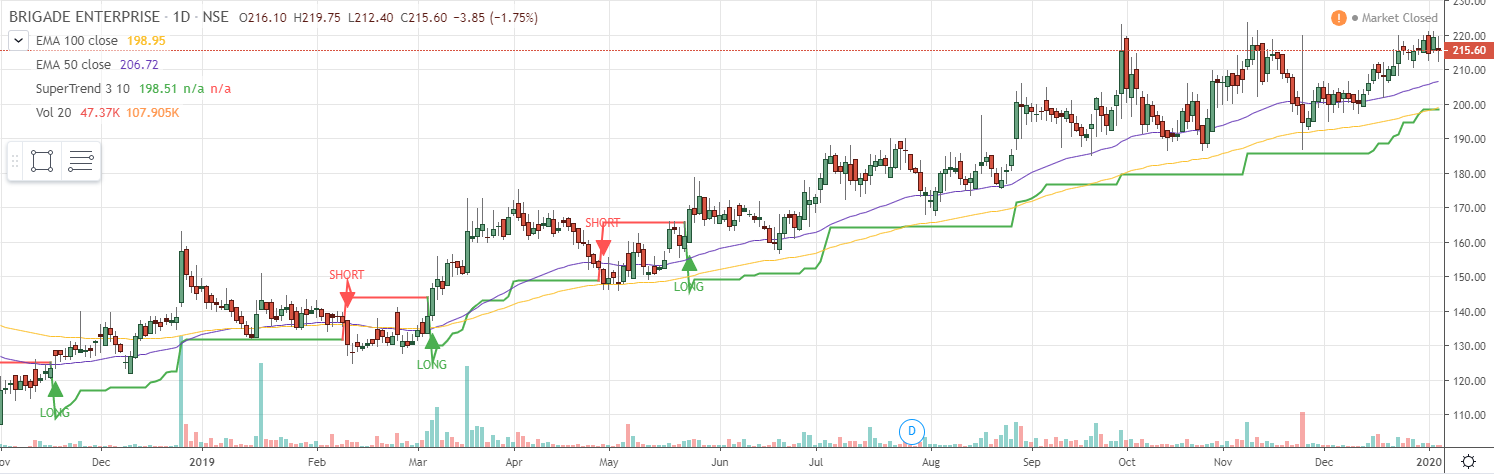 BRIGADE ENTERPRISE · 1D · NSE O216.10 H219.75 L212.40 C215.60 −3.85 (−1.75%)
! Market Closed
EMA 100 close 198.95
EMA 50 close 206.72
SuperTrend 3 10 198.51 n/a n/a
Vol 20 47.37K 107.905K
230.00
220.00
215.60
210.00
200.00
190.00
180.00
170.00
160.00
150.00
140.00
130.00
120.00
110.00
LONG
SHORT
LONG
SHORT
LONG
D
ov Dec 2019 Feb Mar Apr May Jun Jul Aug Sep Oct Nov Dec 2020